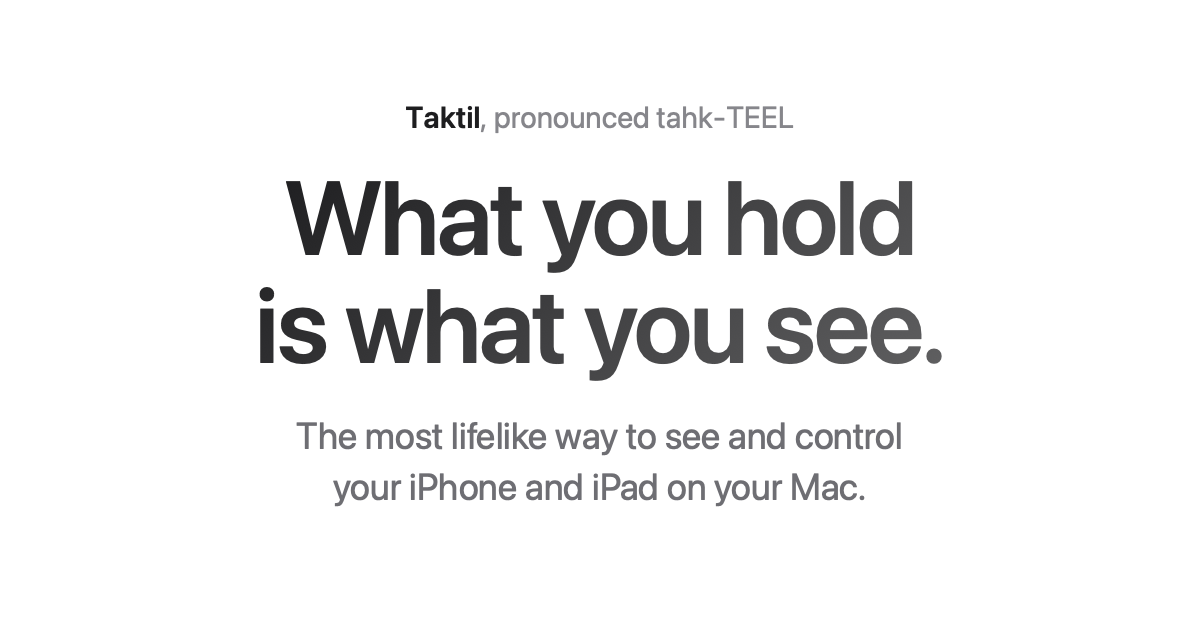 Taktil, pronounced tahk-TEEL
What you hold
is what you see.
The most lifelike way to see and control
your iPhone and iPad on your Mac.